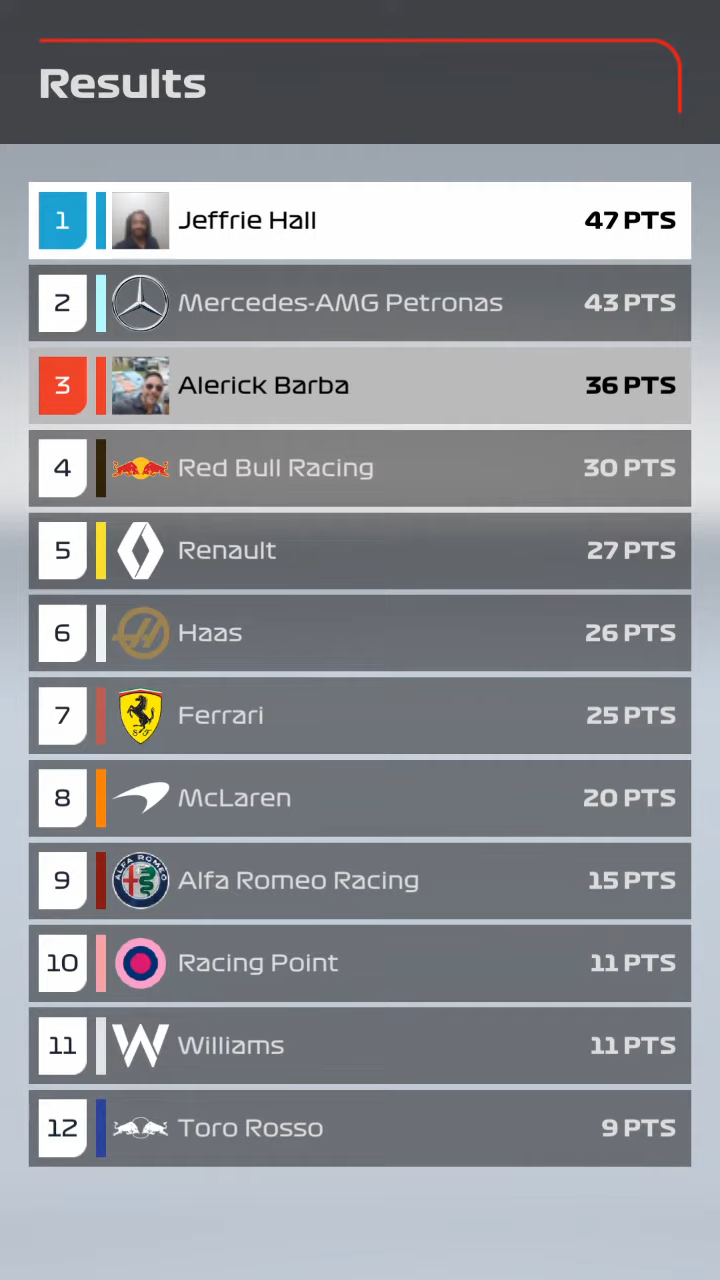 Results
1 Jeffrie Hall 47 PTS
2 Mercedes-AMG Petronas 43 PTS
3 Alerick Barba 36 PTS
4 Red Bull Racing 30 PTS
5 Renault 27 PTS
6 Haas 26 PTS
7 Ferrari 25 PTS
8 McLaren 20 PTS
9 ALFA ROMEO Alfa Romeo Racing 15 PTS
10 Racing Point 11 PTS
11 Williams 11 PTS
12 Toro Rosso 9 PTS